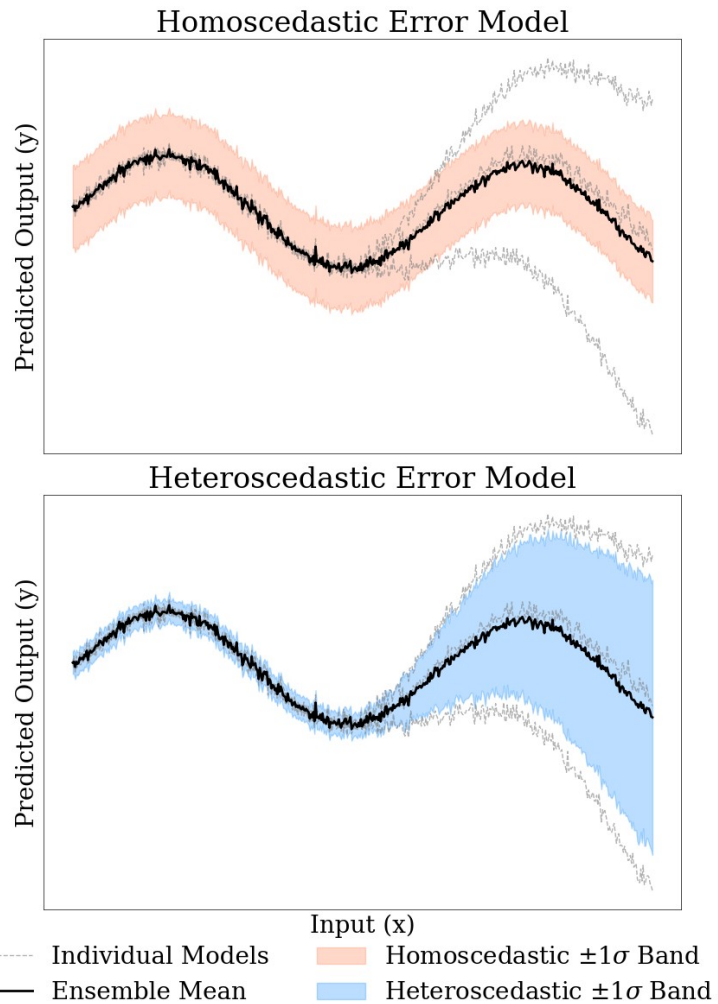 Homoscedastic Error Model
Predicted Output (y)
Heteroscedastic Error Model
Predicted Output (y)
Input (x)
Individual Models
Ensemble Mean
Homoscedastic ±1σ Band
Heteroscedastic ±1σ Band